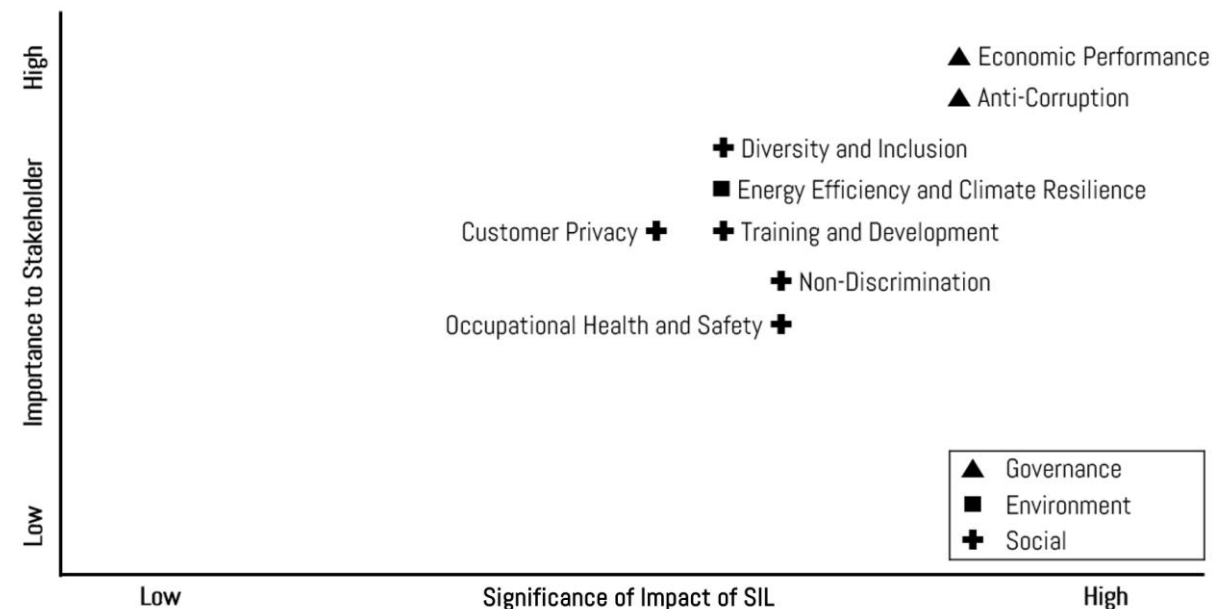 High
Importance to Stakeholder
Low
Economic Performance
Anti-Corruption
Diversity and Inclusion
Energy Efficiency and Climate Resilience
Customer Privacy
Training and Development
Non-Discrimination
Occupational Health and Safety
Governance
Environment
Social
Low
Significance of Impact of SIL
High